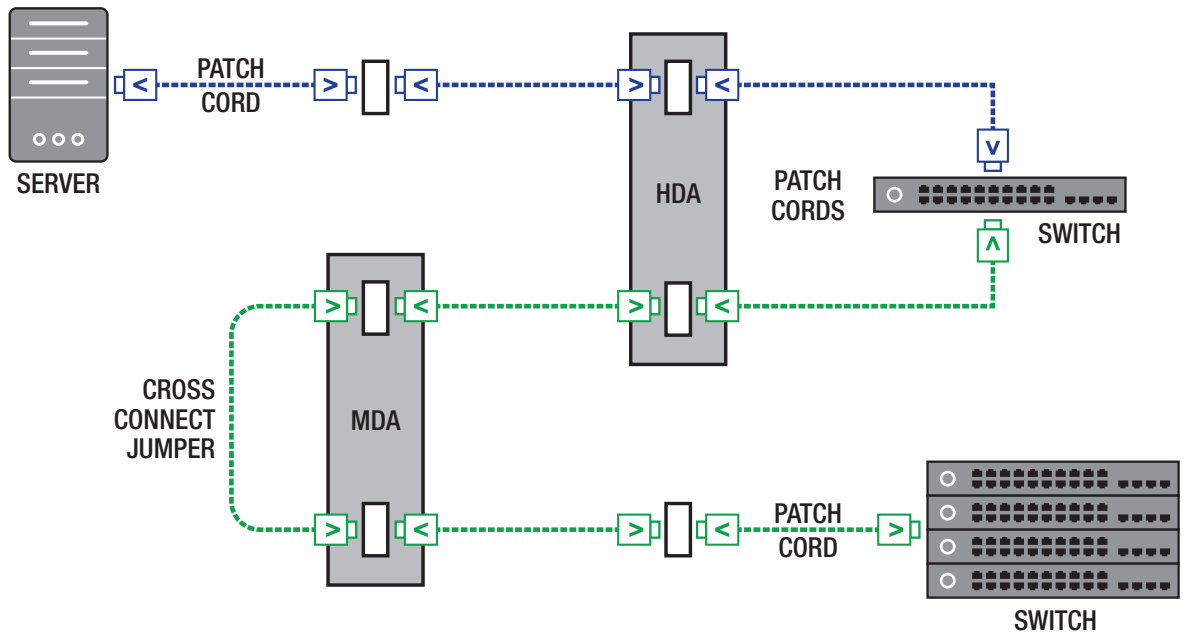 PATCH
CORD
SERVER
HDA
PATCH
CORDS
SWITCH
CROSS
CONNECT
JUMPER
MDA
PATCH
CORD
SWITCH